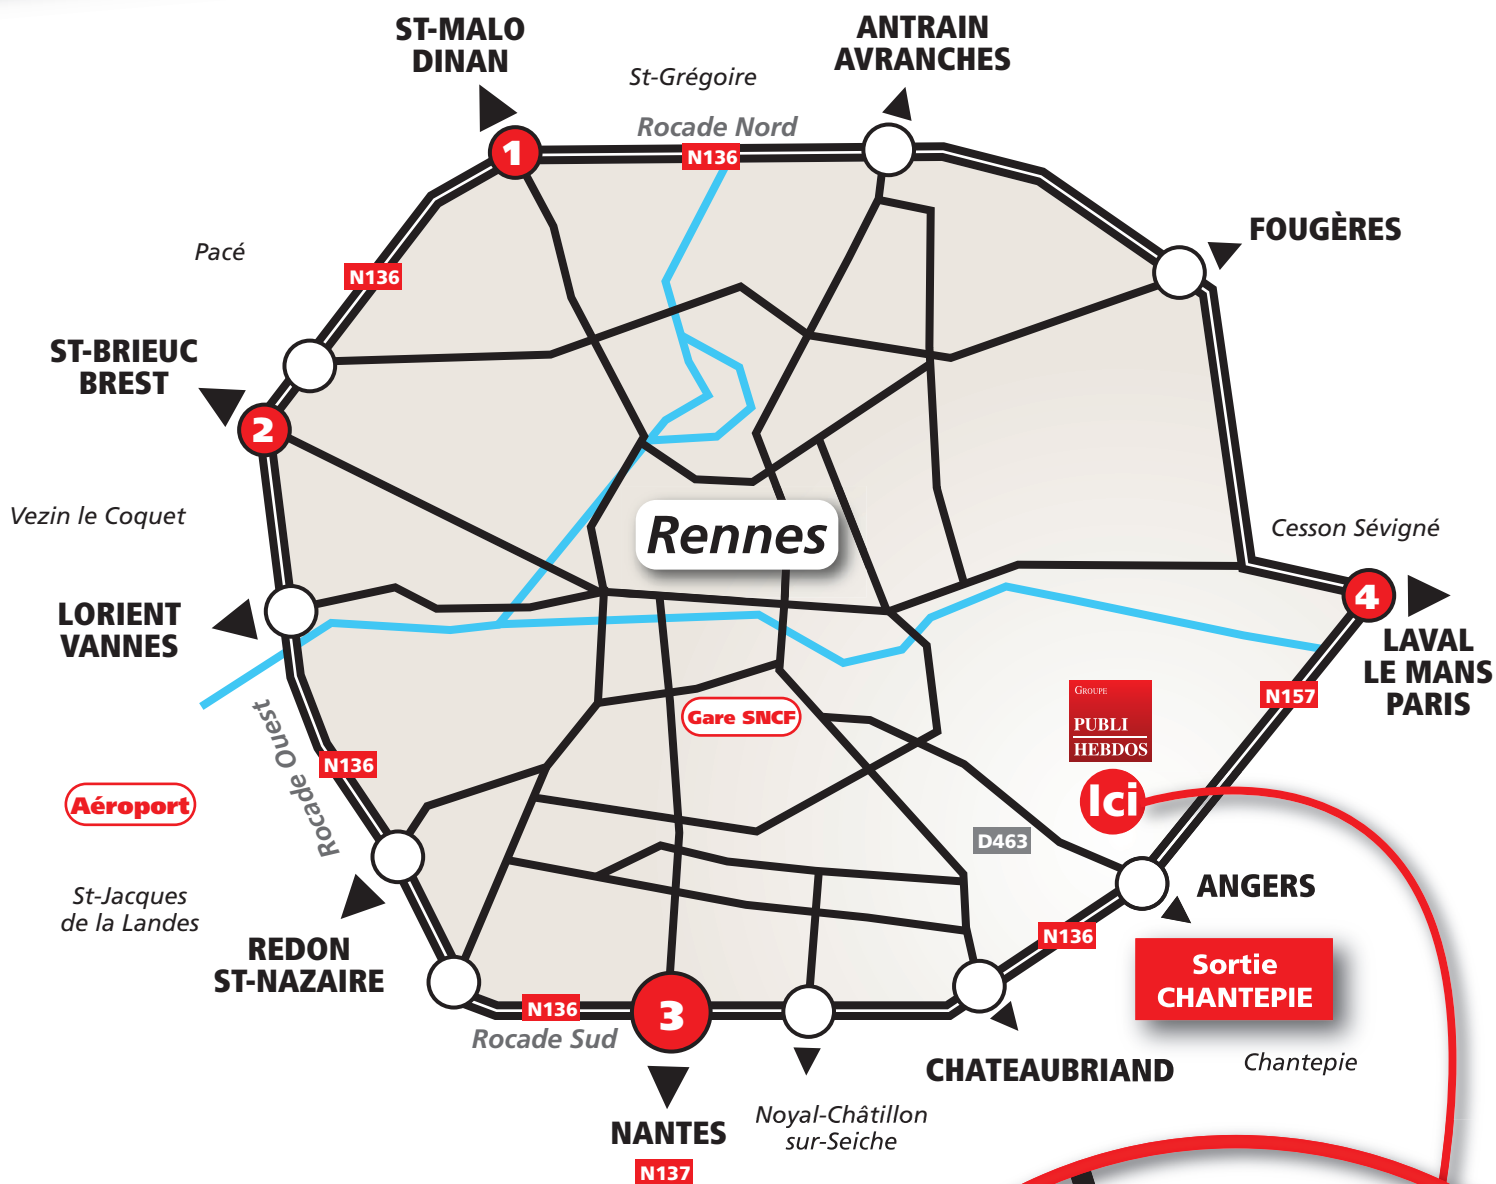 ST-MALO
DINAN
ANTRAIN
AVRANCHES
St-Grégoire
Rocade Nord
1
N136
FOUGÈRES
Pacé
N136
ST-BRIEUC
BREST
2
Vezin le Coquet
Rennes
Cesson Sévigné
4
LORIENT
VANNES
LAVAL
LE MANS
PARIS
N157
GROUPE
PUBLI
HEBDOS
Gare SNCF
Rocade Ouest
N136
Aéroport
Ici
D463
St-Jacques
de la Landes
ANGERS
N136
REDON
ST-NAZAIRE
Sortie
CHANTEPIE
N136
3
Rocade Sud
CHATEAUBRIAND
Chantepie
NANTES
N137
Noyal-Châtillon
sur-Seiche